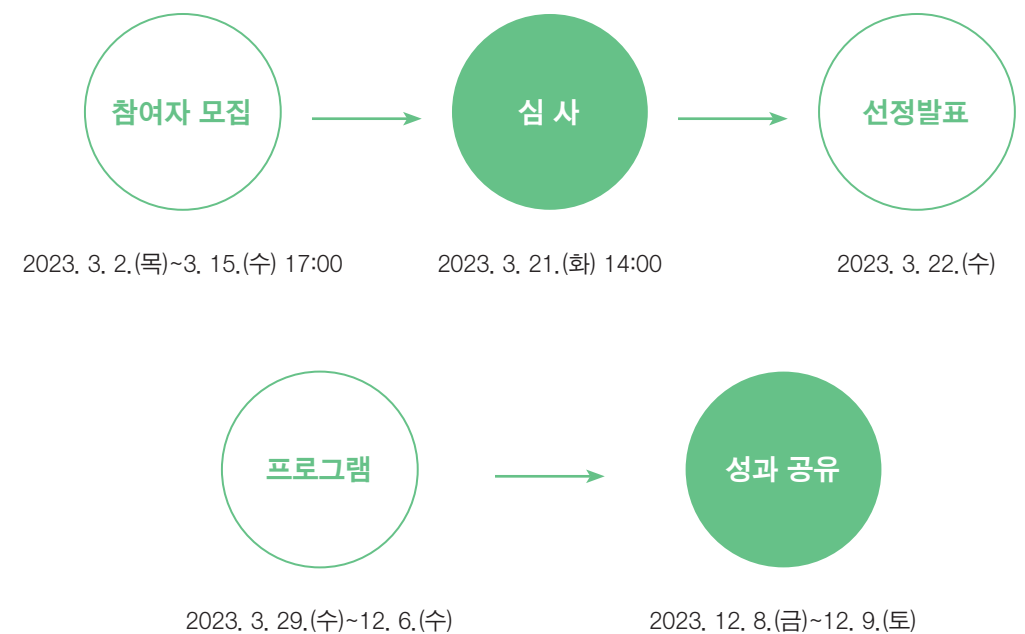 참여자 모집
심 사
선정발표
2023. 3. 2.(목)~3. 15.(수) 17:00
2023. 3. 21.(화) 14:00
2023. 3. 22.(수)
프로그램
성과 공유
2023. 3. 29.(수)~12. 6.(수)
2023. 12. 8.(금)~12. 9.(토)